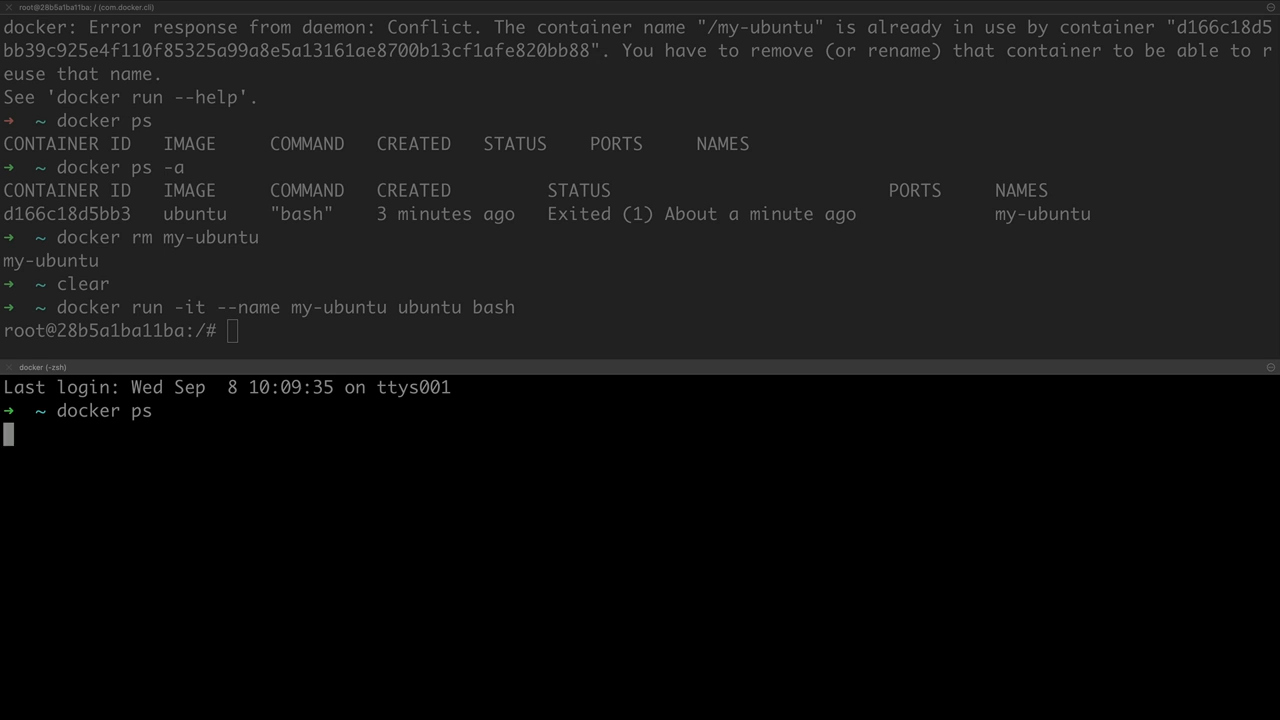 root@28b5a1ba11ba: / (com.docker.cli)
docker: Error response from daemon: Conflict. The container name "/my-ubuntu" is already in use by container "d166c18d5
bb39c925e4f110f85325a99a8e5a13161ae8700b13cf1afe820bb88". You have to remove (or rename) that container to be able to r
euse that name.
See 'docker run --help'.
➜ ~ docker ps
CONTAINER ID IMAGE COMMAND CREATED STATUS PORTS NAMES
➜ ~ docker ps -a
CONTAINER ID IMAGE COMMAND CREATED STATUS PORTS NAMES
d166c18d5bb3 ubuntu "bash" 3 minutes ago Exited (1) About a minute ago my-ubuntu
➜ ~ docker rm my-ubuntu
my-ubuntu
➜ ~ clear
➜ ~ docker run -it --name my-ubuntu ubuntu bash
root@28b5a1ba11ba:/#
docker (-zsh)
Last login: Wed Sep 8 10:09:35 on ttys001
➜ ~ docker ps